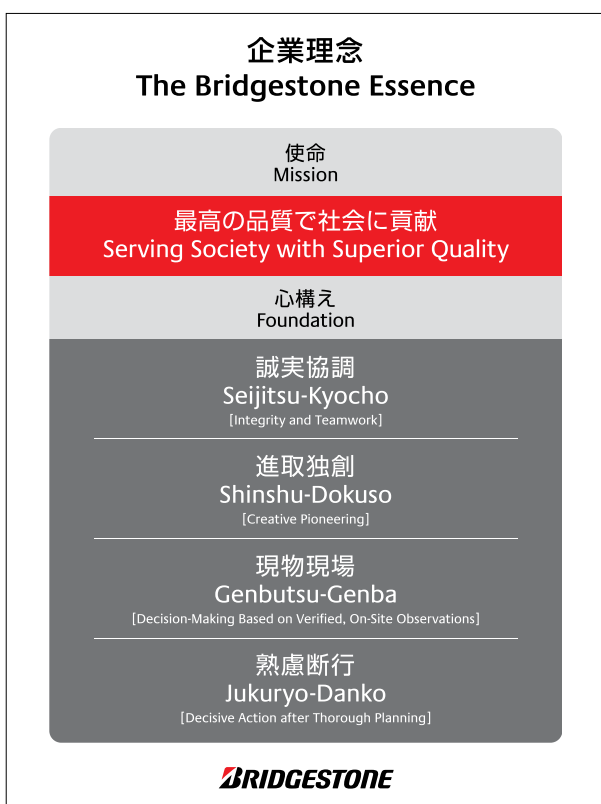 企業理念
The Bridgestone Essence
使命
Mission
最高の品質で社会に貢献
Serving Society with Superior Quality
心構え
Foundation
誠実協調
Seijitsu-Kyocho
[Integrity and Teamwork]
進取独創
Shinshu-Dokuso
[Creative Pioneering]
現物現場
Genbutsu-Genba
[Decision-Making Based on Verified, On-Site Observations]
熟慮断行
Jukuryo-Danko
[Decisive Action after Thorough Planning]
BRIDGESTONE